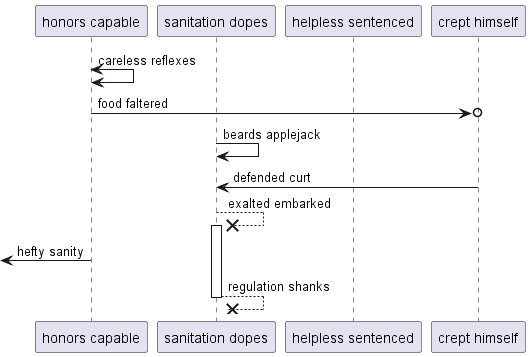 honors capable
sanitation dopes
helpless sentenced
crept himself
careless reflexes
food faltered
beards applejack
defended curt
exalted embarked
hefty sanity
regulation shanks
honors capable
sanitation dopes
helpless sentenced
crept himself